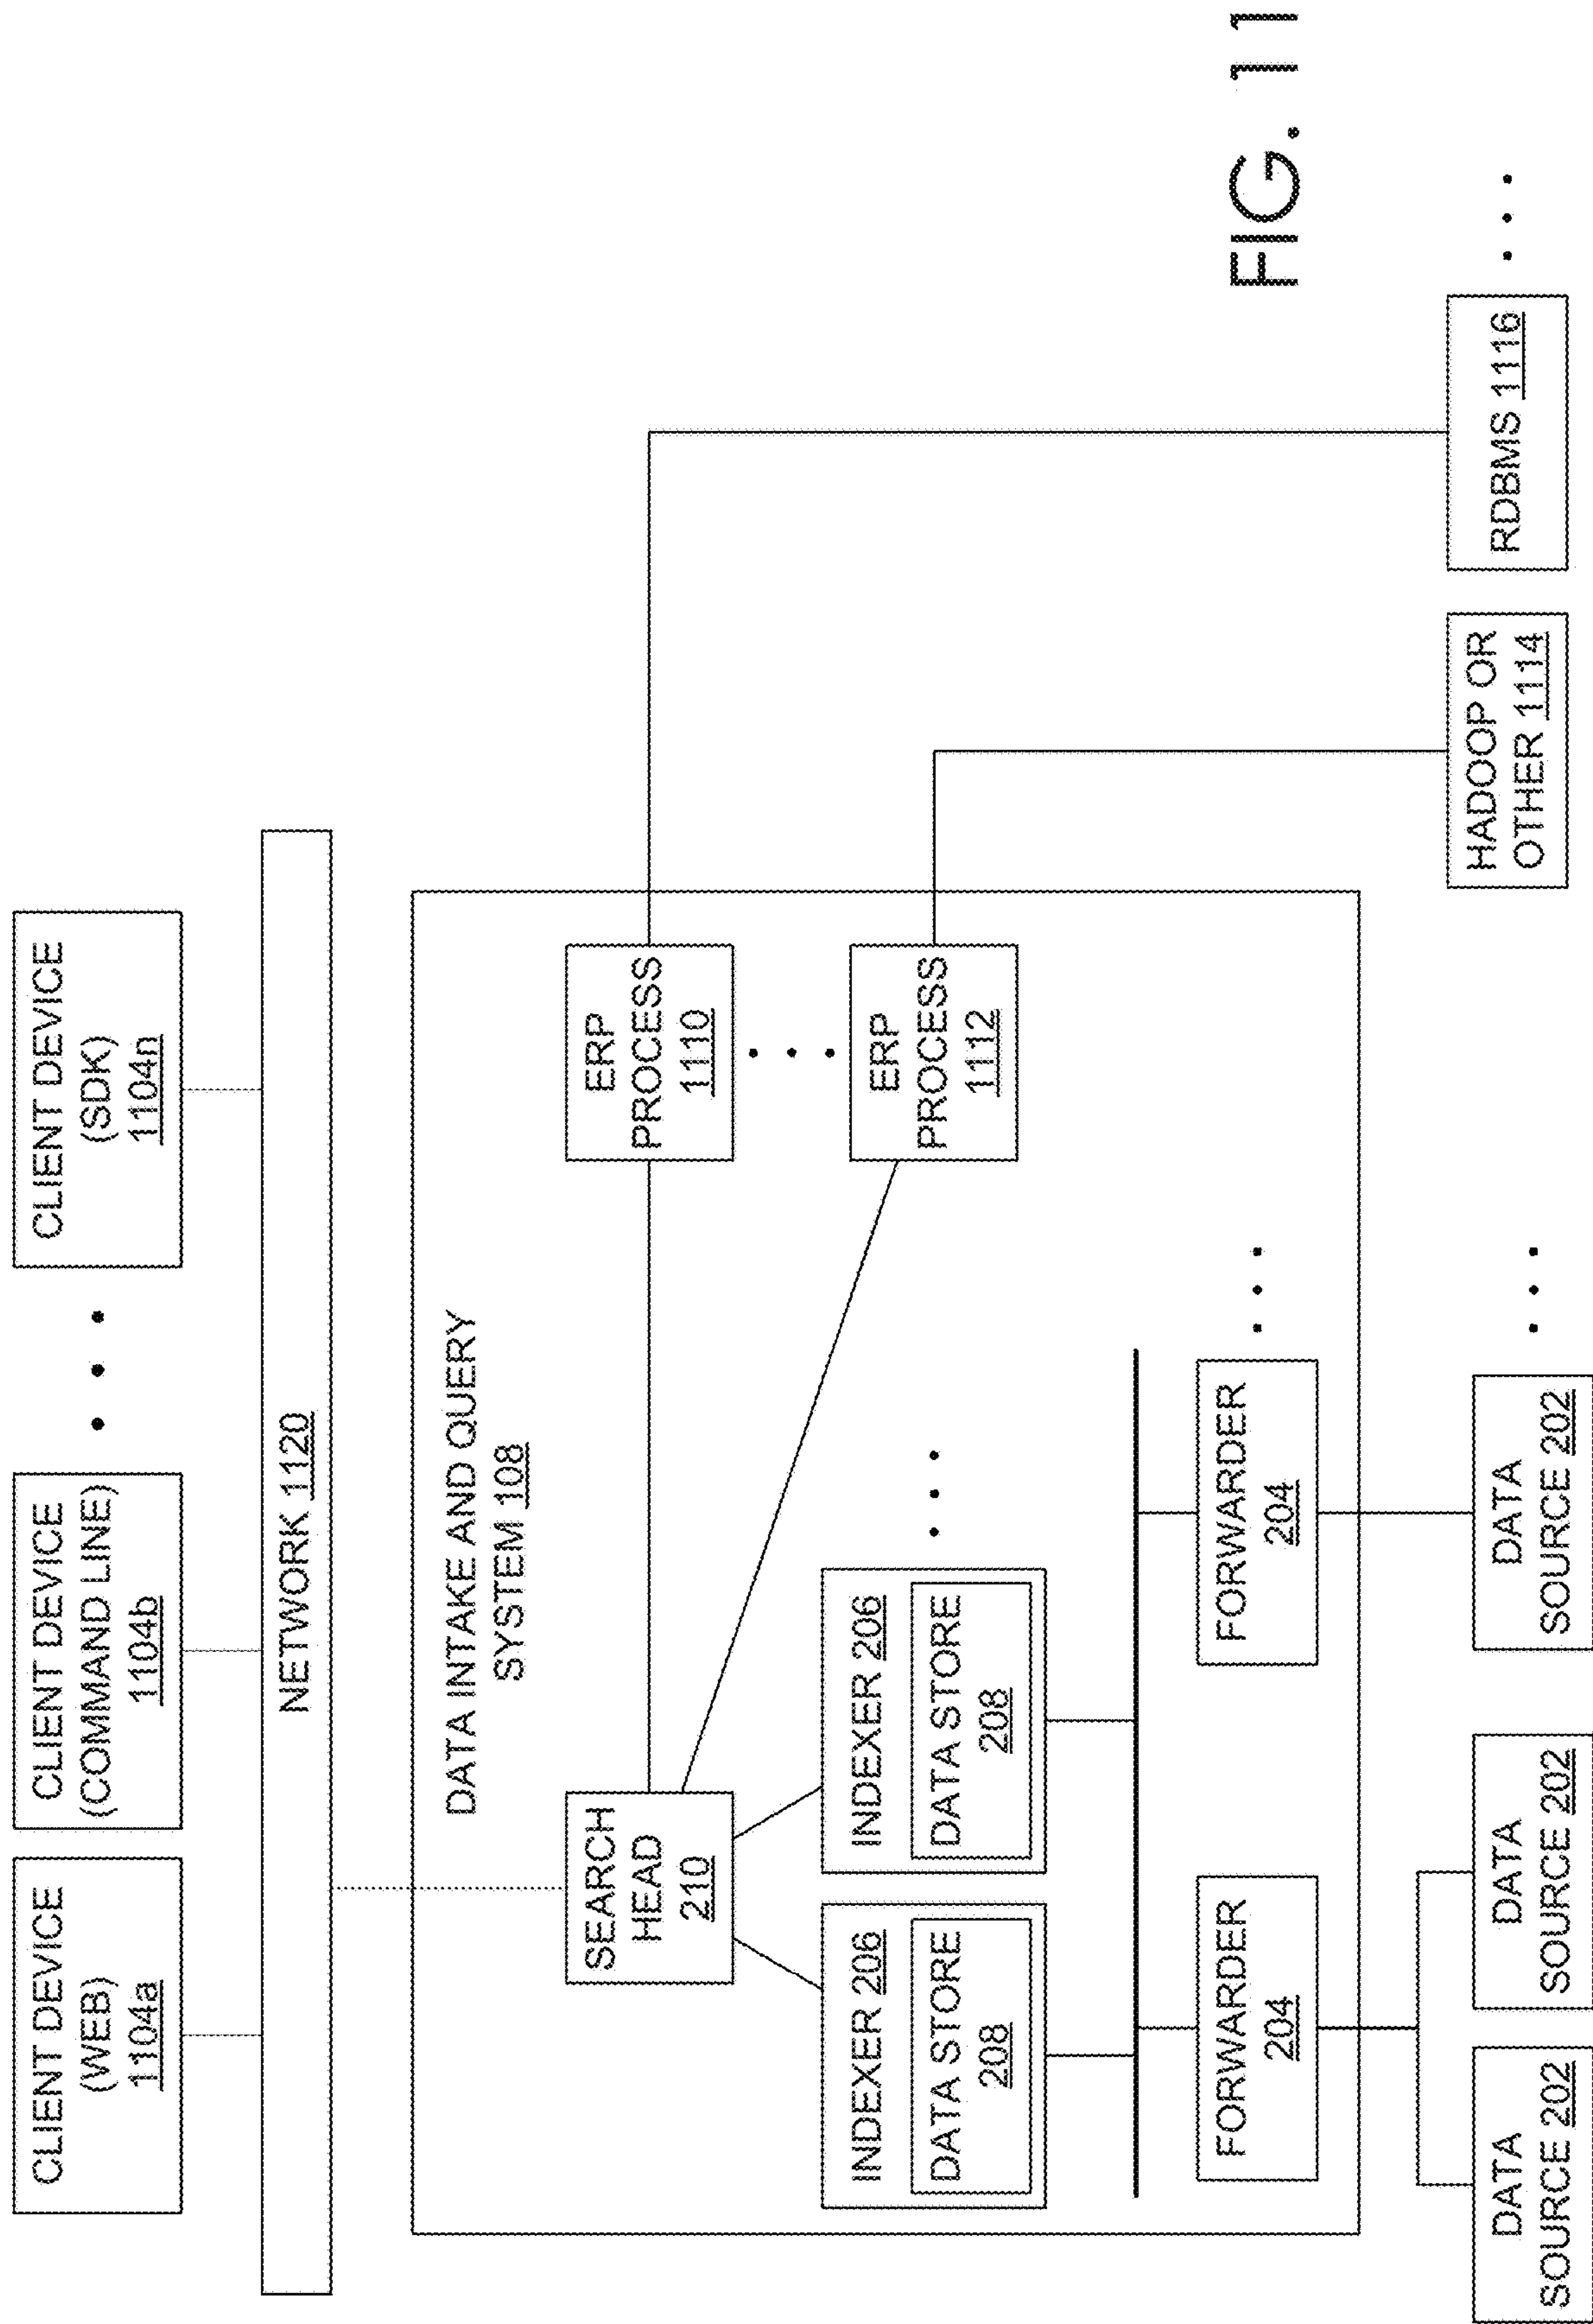 CLIENT DEVICE
(WEB)
1104a
CLIENT DEVICE
(COMMAND LINE)
1104b
CLIENT DEVICE
(SDK)
1104n
NETWORK 1120
DATA INTAKE AND QUERY
SYSTEM 108
SEARCH
HEAD
210
ERP
PROCESS
1110
ERP
PROCESS
1112
INDEXER 206
DATA STORE
208
INDEXER 206
DATA STORE
208
FORWARDER
204
FORWARDER
204
DATA
SOURCE 202
DATA
SOURCE 202
DATA
SOURCE 202
HADOOP OR
OTHER 1114
RDBMS 1116
FIG. 11